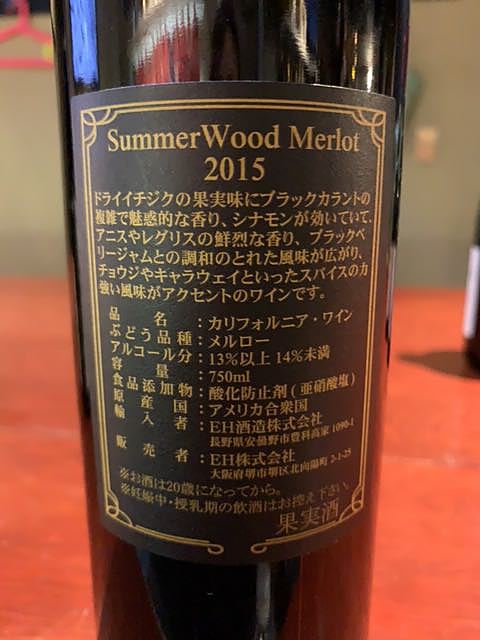 SummerWood Merlot
2015
ドライイチジクの果実味にブラックカラントの
複雑で魅惑的な香り、シナモンが効いていて、
アニスやレグリスの鮮烈な香り、ブラックベ
リージャムとの調和のとれた風味が広がり、
チョウジやキャラウェイといったスパイスの力
強い風味がアクセントのワインです。
品名:カリフォルニア・ワイン
ぶどう品種:メルロー
アルコール分:13%以上14%未満
容量:750ml
食品添加物:酸化防止剤(亜硝酸塩)
原産国:アメリカ合衆国
輸入者:EH酒造株式会社
長野県安曇野市豊科高家1090-1
販売者:EH株式会社
大阪府堺市堺区北向陽町2-1-25
※お酒は20歳になってから。
※妊娠中・授乳期の飲酒はお控え下さい。
果実酒